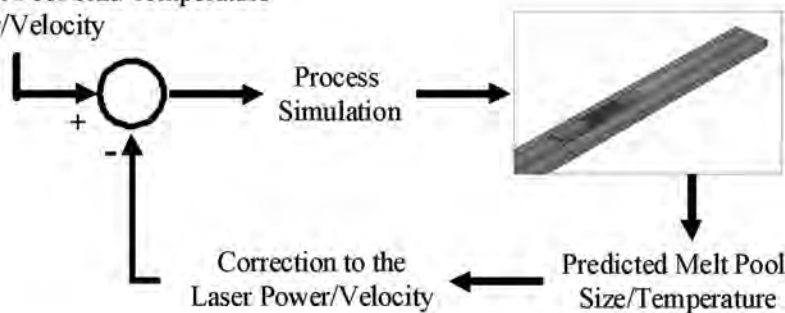 /Velocity
+
-
Process
Simulation
Correction to the
Laser Power/Velocity
Predicted Melt Pool
Size/Temperature